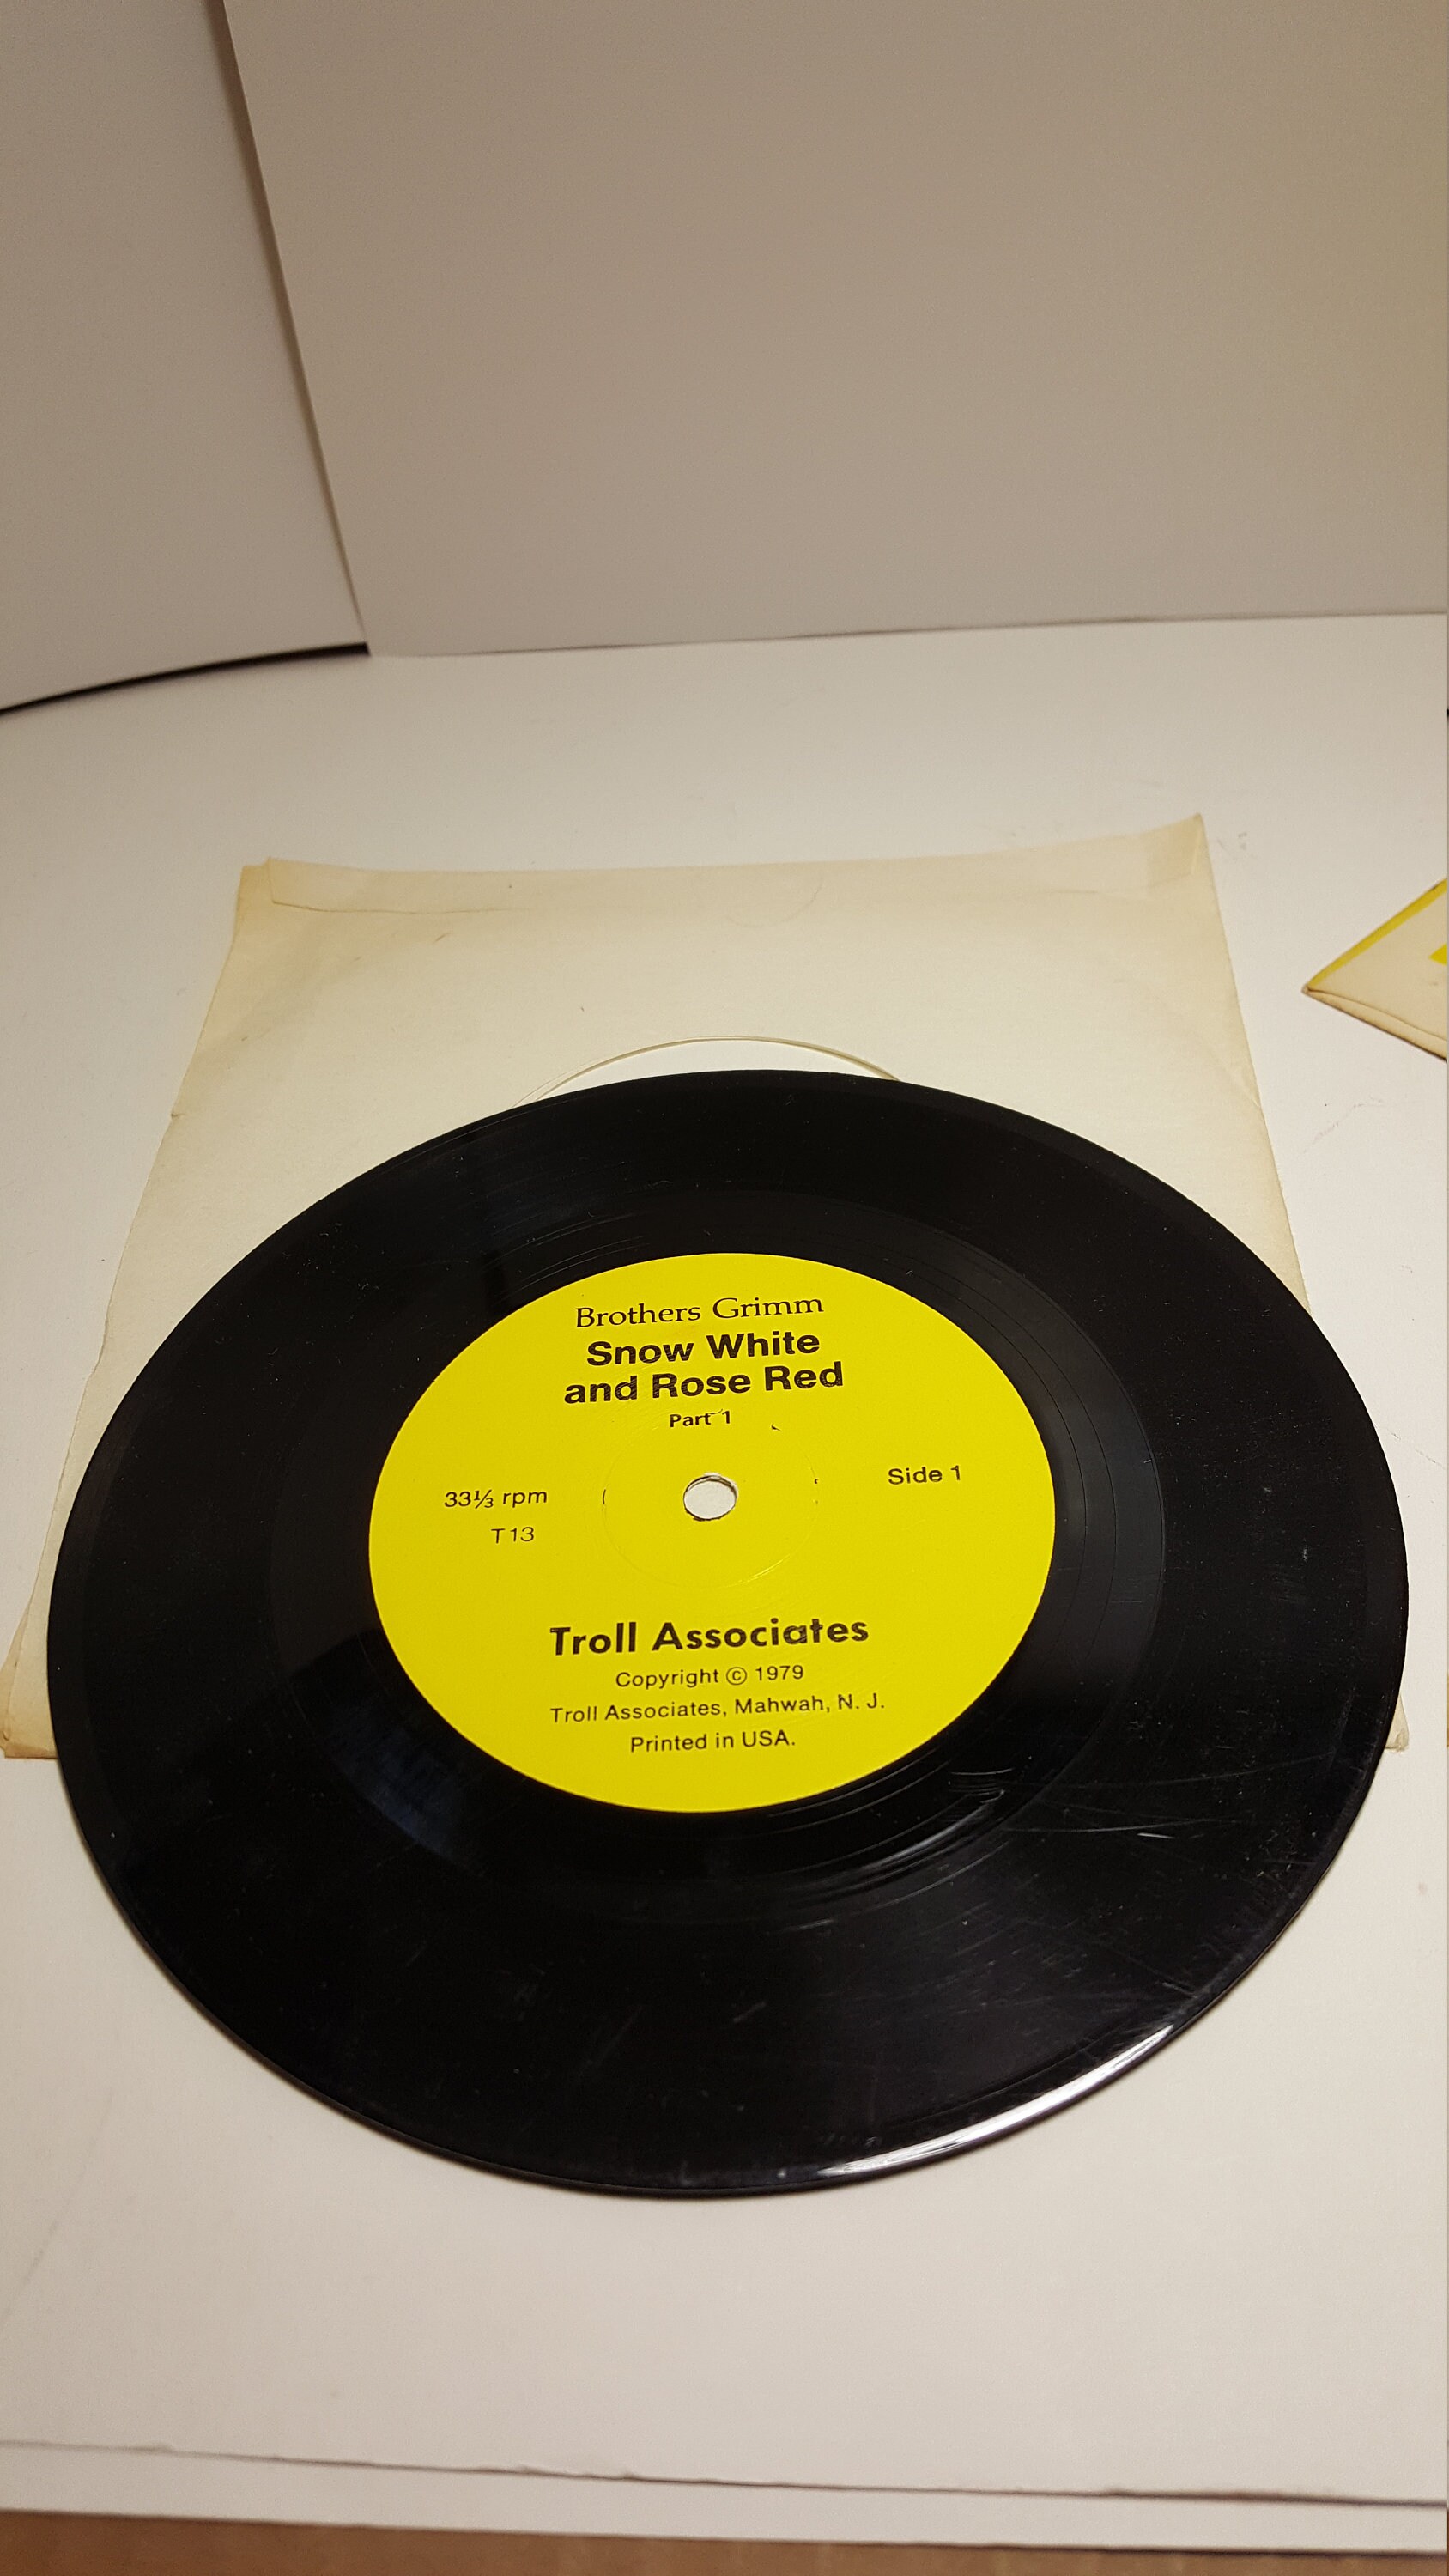 Brothers Grimm
Snow White
and Rose Red
Part 1
33⅓ rpm
Side 1
T13
Troll Associates
Copyright © 1979
Troll Associates, Mahwah, N. J.
Printed in USA.